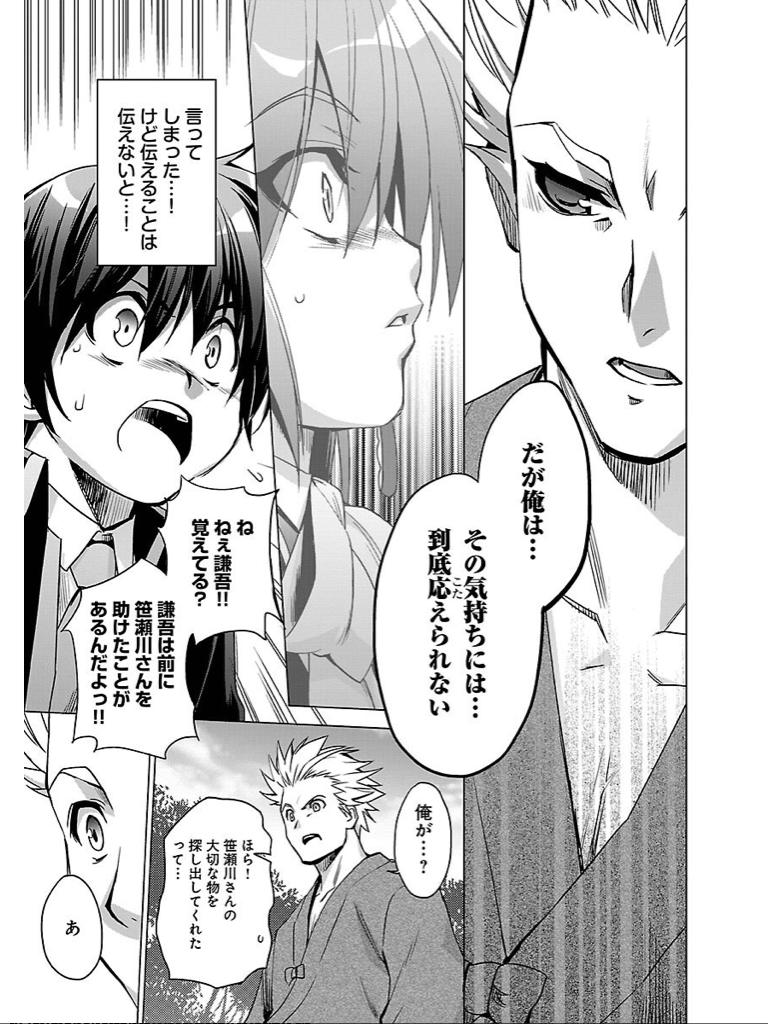 だが俺は…
その気持ちには…
到底応えられない
こた
言って
しまった…！
けど伝えることは
伝えないと…！
ね
ねぇ謙吾!!
覚えてる？
謙吾は前に
笹瀬川さんを
助けたことが
あるんだよっ!!
俺が…？
ほら！
笹瀬川さんの
大切な物を
探し出してくれた
って…
あ